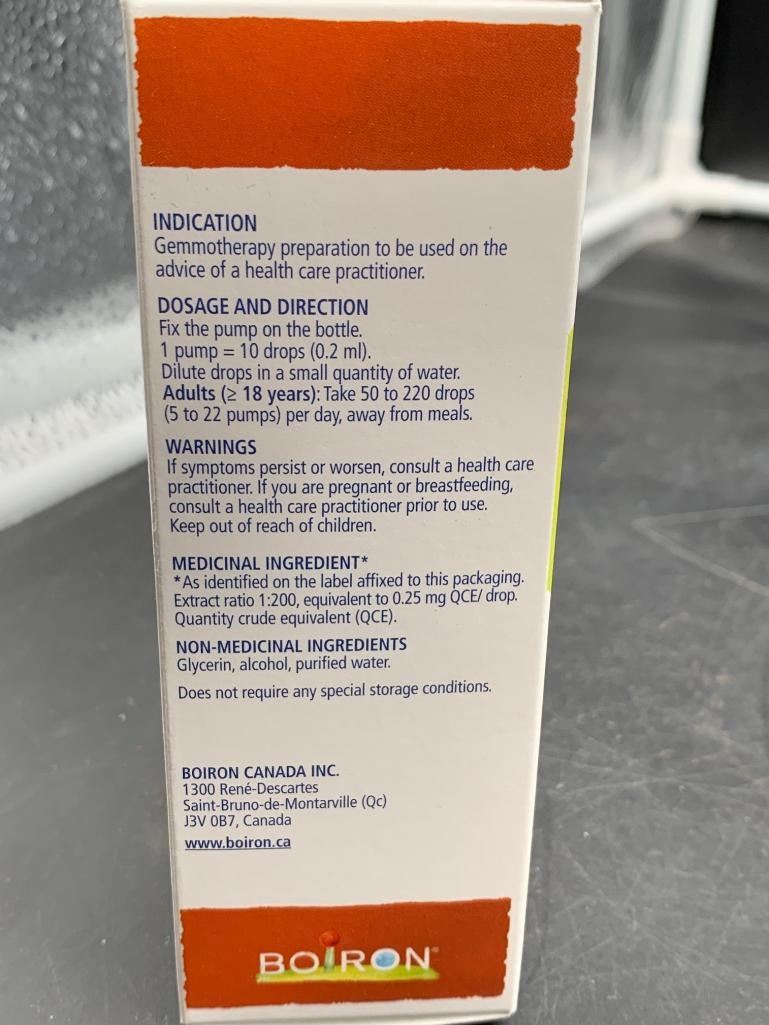 INDICATION
Gemmotherapy preparation to be used on the
advice of a health care practitioner.
DOSAGE AND DIRECTION
Fix the pump on the bottle.
1 pump = 10 drops (0.2 ml).
Dilute drops in a small quantity of water.
Adults (≥ 18 years): Take 50 to 220 drops
(5 to 22 pumps) per day, away from meals.
WARNINGS
If symptoms persist or worsen, consult a health care
practitioner. If you are pregnant or breastfeeding,
consult a health care practitioner prior to use.
Keep out of reach of children.
MEDICINAL INGREDIENT*
*As identified on the label affixed to this packaging.
Extract ratio 1:200, equivalent to 0.25 mg QCE/ drop.
Quantity crude equivalent (QCE).
NON-MEDICINAL INGREDIENTS
Glycerin, alcohol, purified water.
Does not require any special storage conditions.
BOIRON CANADA INC.
1300 René-Descartes
Saint-Bruno-de-Montarville (Qc)
J3V 0B7, Canada
www.boiron.ca
BOIRON®